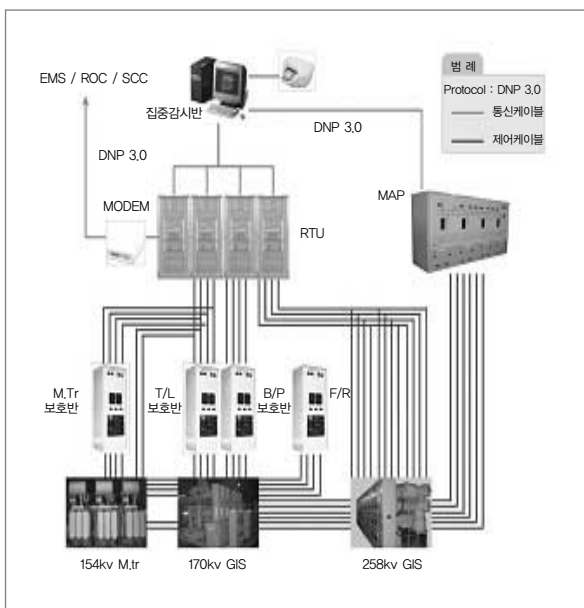 EMS / ROC / SCC
집중감시반
DNP 3.0
DNP 3.0
MODEM
RTU
MAP
범 례
Protocol : DNP 3.0
통신케이블
제어케이블
M.Tr
보호반
T/L
보호반
B/P
보호반
F/R
154kv M.tr
170kv GIS
258kv GIS